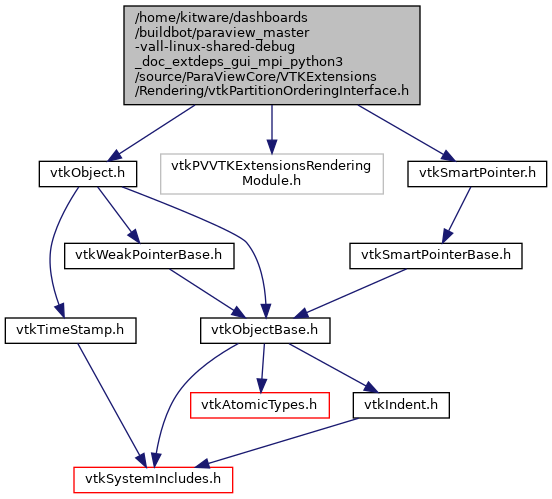 /home/kitware/dashboards
/buildbot/paraview_master
-vall-linux-shared-debug
_doc_extdeps_gui_mpi_python3
/source/ParaViewCore/VTKExtensions
/Rendering/vtkPartitionOrderingInterface.h
vtkObject.h
vtkPVVTKExtensionsRendering
Module.h
vtkSmartPointer.h
vtkWeakPointerBase.h
vtkSmartPointerBase.h
vtkTimeStamp.h
vtkObjectBase.h
vtkAtomicTypes.h
vtkIndent.h
vtkSystemIncludes.h